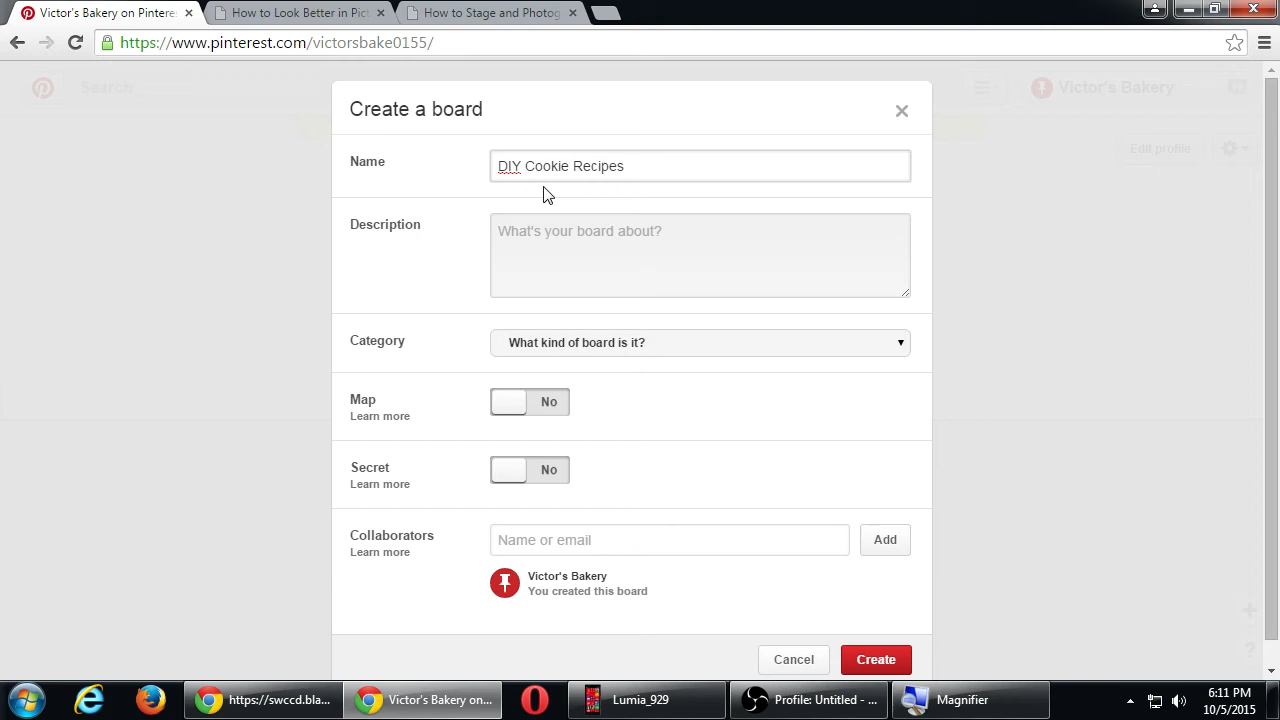 Victor's Bakery on Pinteres
How to Look Better in Pict
How to Stage and Photog
https://www.pinterest.com/victorsbake0155/
Search
Victor's Bakery
Create a board
Edit profile
Name
DIY Cookie Recipes
Description
What's your board about?
Category
What kind of board is it?
Map
No
Learn more
Secret
No
Learn more
Collaborators
Name or email
Add
Learn more
Victor's Bakery
You created this board
Cancel
Create
https://swccd.bla...
Victor's Bakery on...
Lumia_929
Profile: Untitled - ...
Magnifier
6:11 PM
10/5/2015